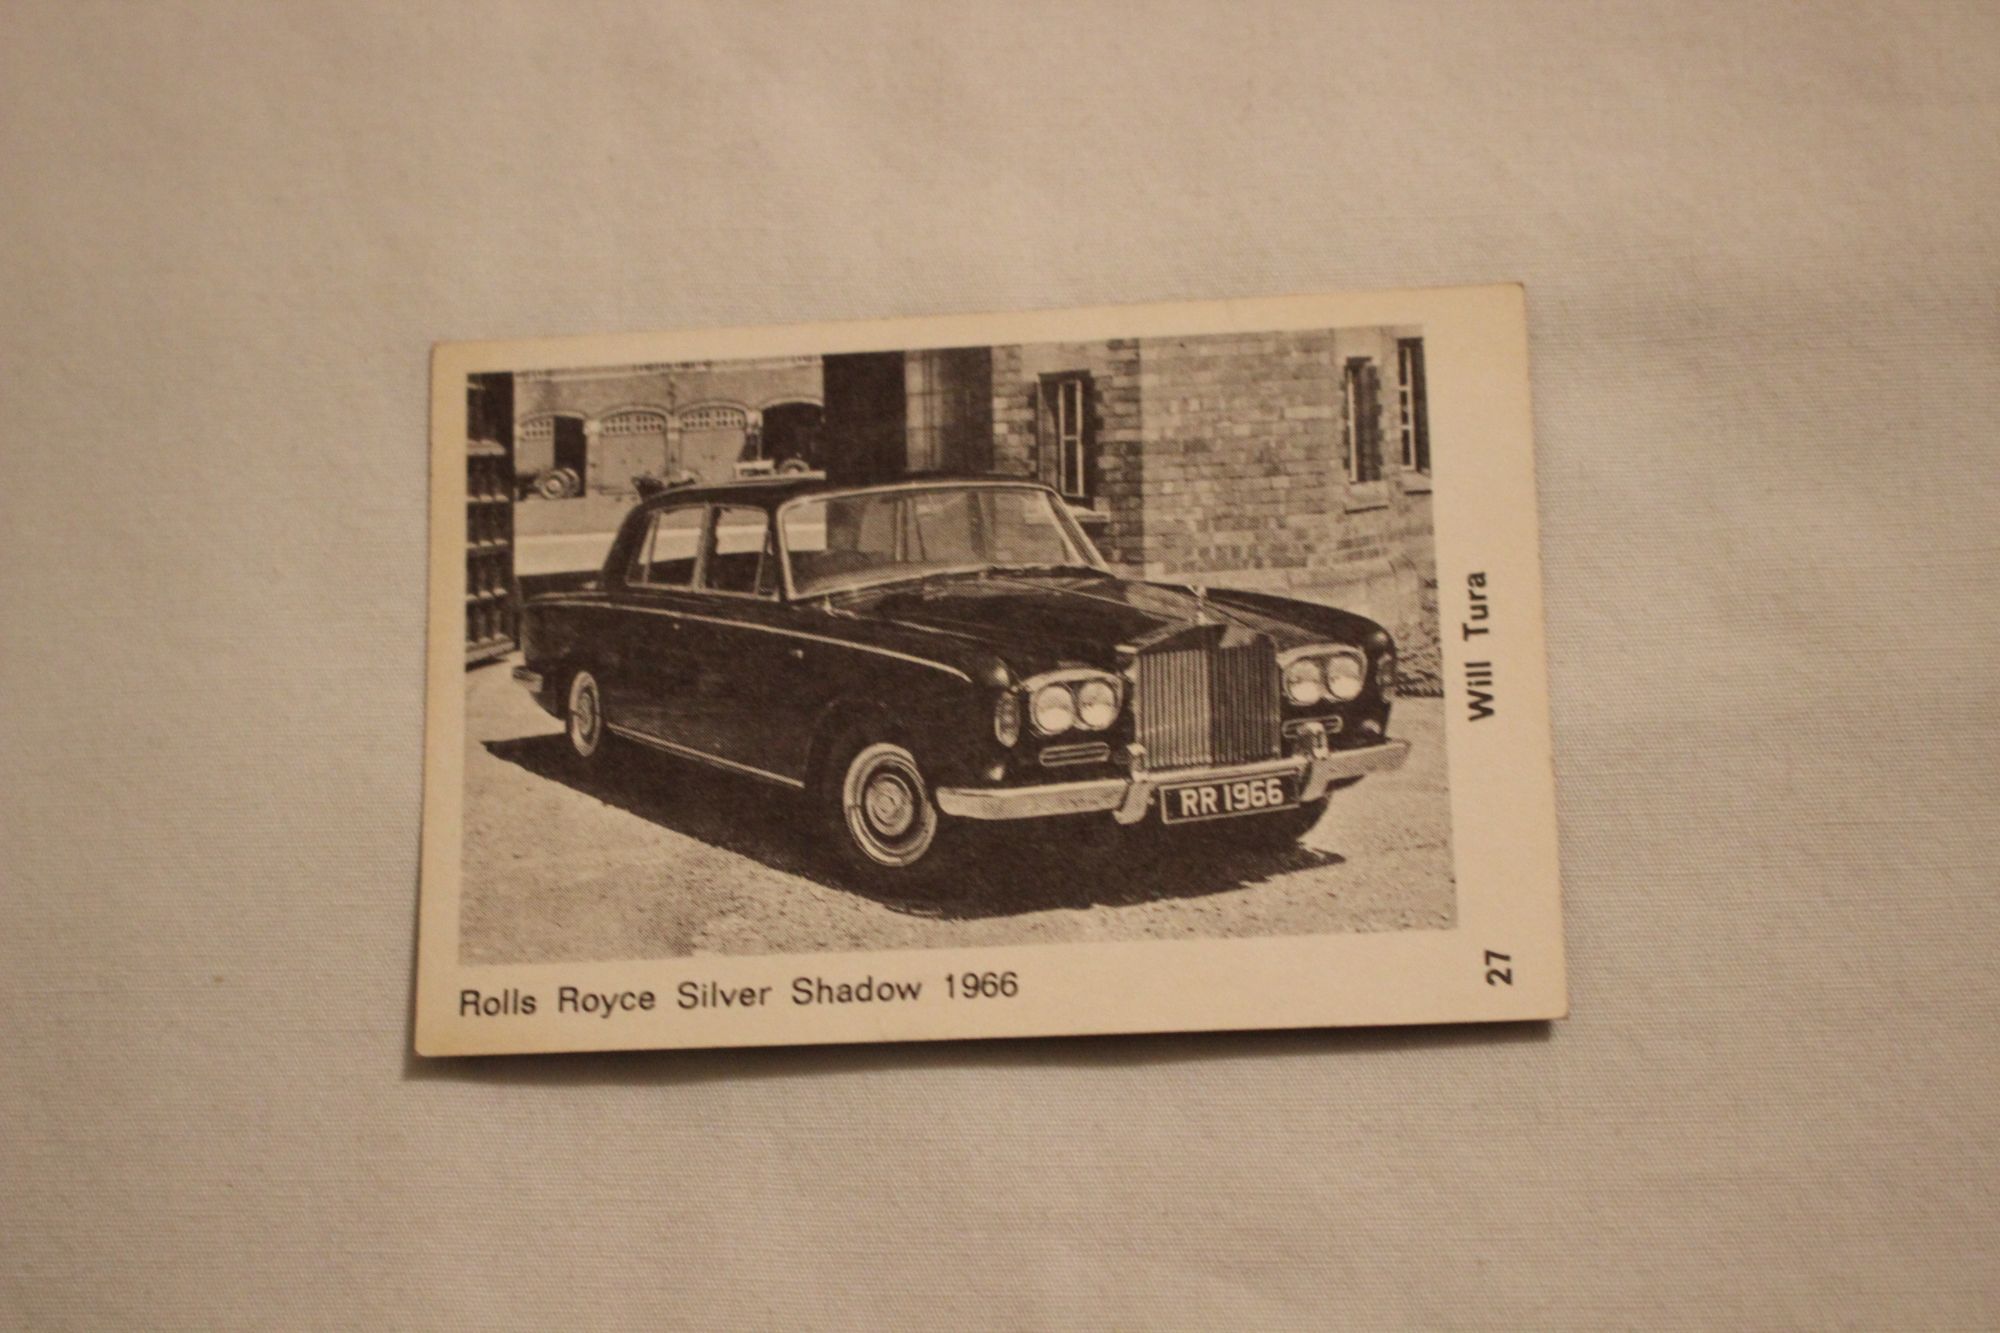 RR 1966
Rolls Royce Silver Shadow 1966
Will Tura
27